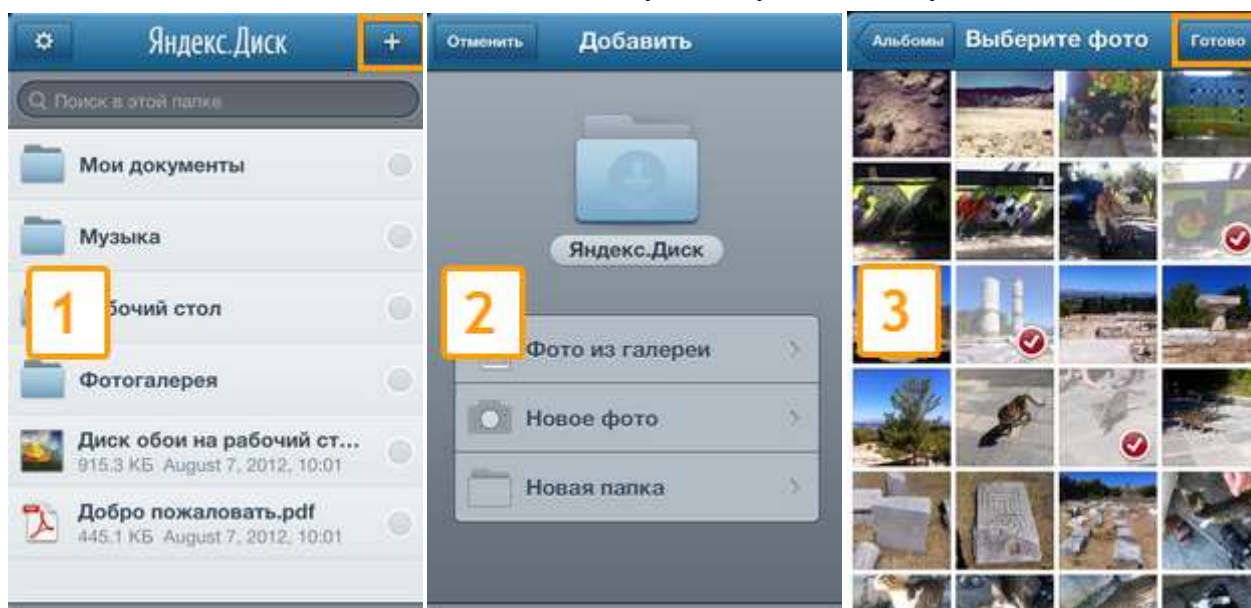 Яндекс.Диск
+
Поиск в этой папке
Мои документы
Музыка
1
бочий стол
Фотогалерея
Диск обои на рабочий ст...
915.3 КБ August 7, 2012, 10:01
Добро пожаловать.pdf
445.1 КБ August 7, 2012, 10:01
Отменить
Добавить
Яндекс.Диск
2
Фото из галереи
Новое фото
Новая папка
Альбомы
Выберите фото
Готово
3